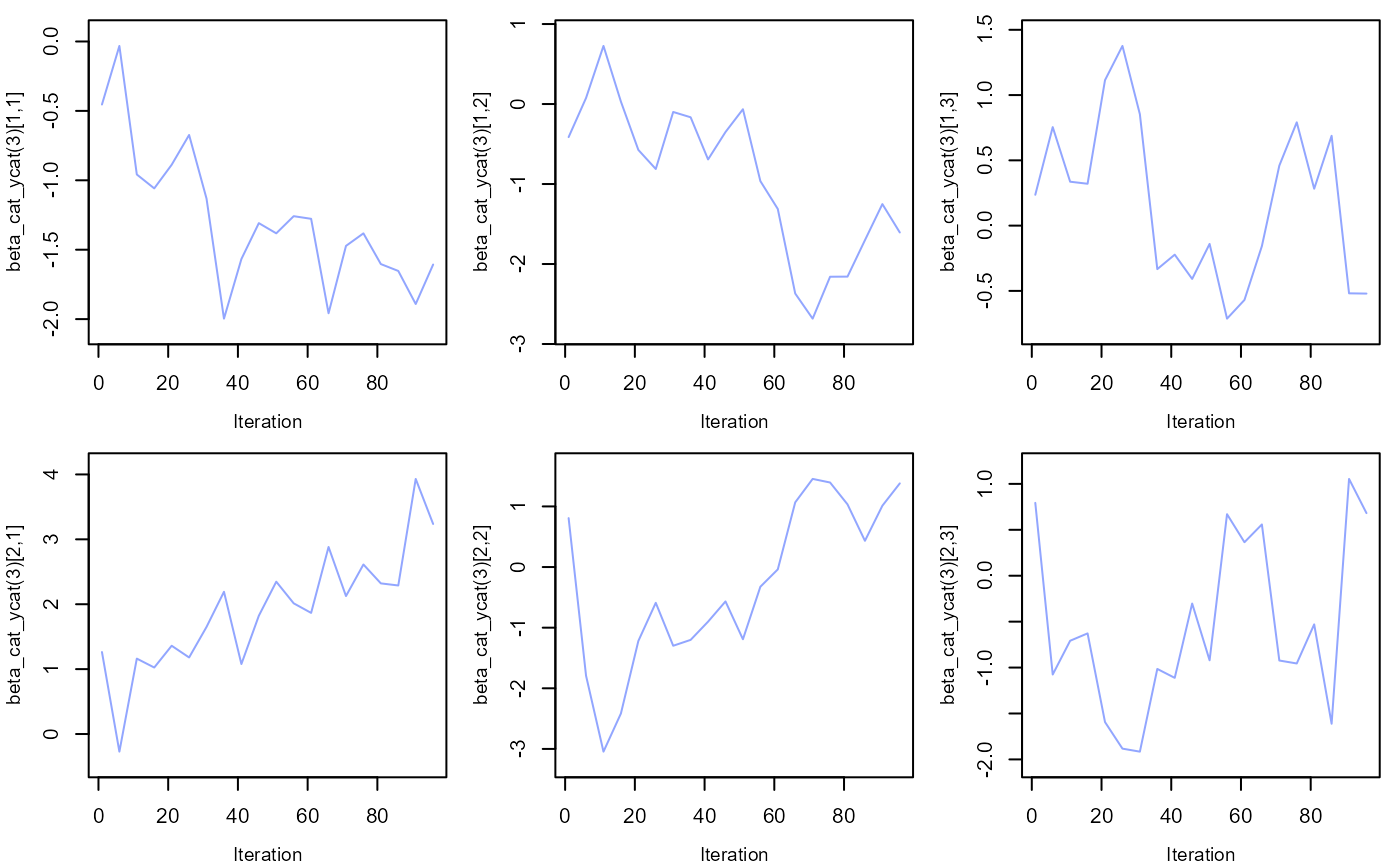 beta_cat_ycat(3)[1,1]
0.0
-0.5
-1.0
-1.5
-2.0
0 20 40 60 80
Iteration
beta_cat_ycat(3)[1,2]
1
0
-1
-2
-3
0 20 40 60 80
Iteration
beta_cat_ycat(3)[1,3]
1.5
1.0
0.5
0.0
-0.5
0 20 40 60 80
Iteration
beta_cat_ycat(3)[2,1]
4
3
2
1
0
0 20 40 60 80
Iteration
beta_cat_ycat(3)[2,2]
1
0
-1
-2
-3
0 20 40 60 80
Iteration
beta_cat_ycat(3)[2,3]
1.0
0.0
-1.0
-2.0
0 20 40 60 80
Iteration